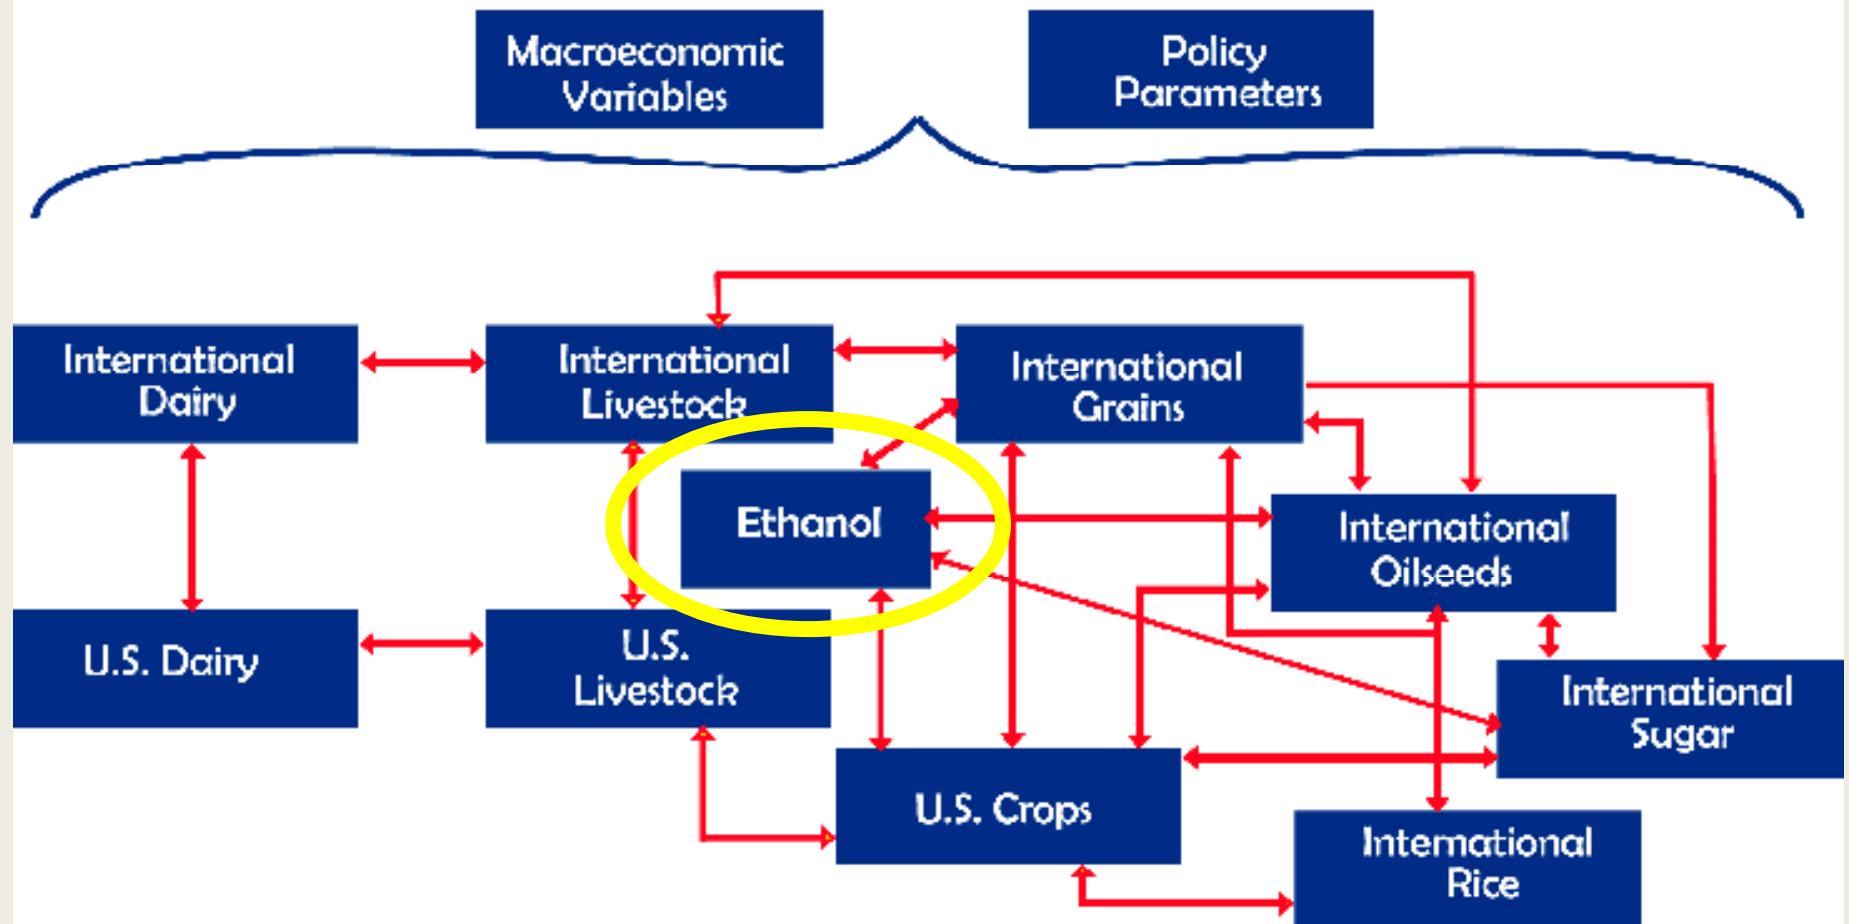 Macroeconomic
Variables
Policy
Parameters
International
Dairy
International
Livestock
International
Grains
Ethanol
International
Oilseeds
U.S. Dairy
U.S.
Livestock
International
Sugar
U.S. Crops
International
Rice